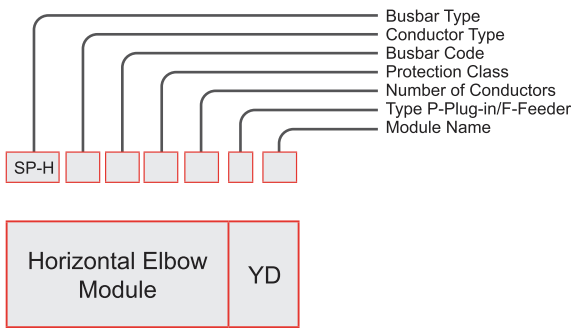 Busbar Type
Conductor Type
Busbar Code
Protection Class
Number of Conductors
Type P-Plug-in/F-Feeder
Module Name
SP-H
Horizontal Elbow
Module
YD